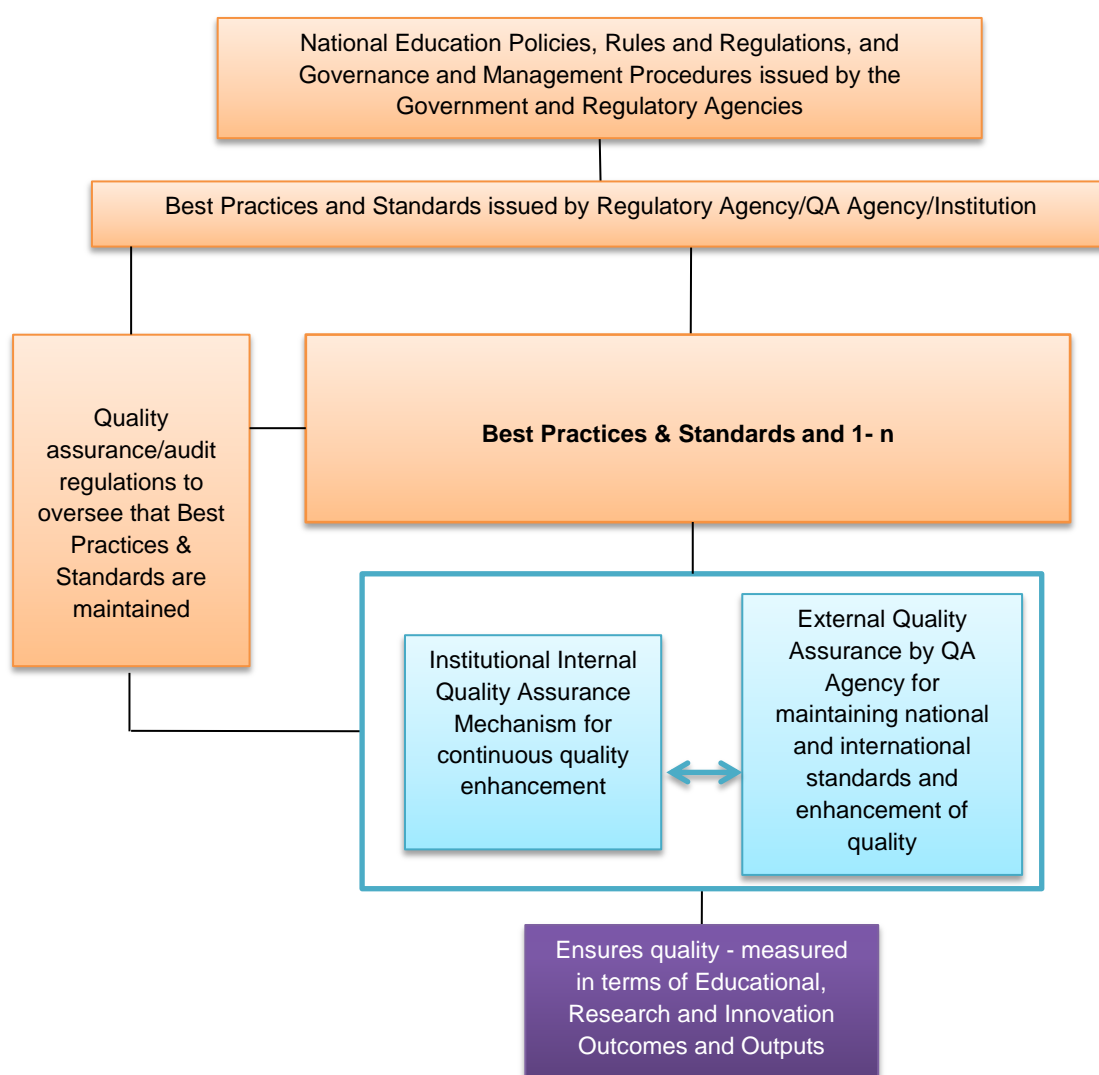 National Education Policies, Rules and Regulations, and
Governance and Management Procedures issued by the
Government and Regulatory Agencies
Best Practices and Standards issued by Regulatory Agency/QA Agency/Institution
Quality
assurance/audit
regulations to
oversee that Best
Practices &
Standards are
maintained
Best Practices & Standards and 1- n
Institutional Internal
Quality Assurance
Mechanism for
continuous quality
enhancement
External Quality
Assurance by QA
Agency for
maintaining national
and international
standards and
enhancement of
quality
Ensures quality - measured
in terms of Educational,
Research and Innovation
Outcomes and Outputs